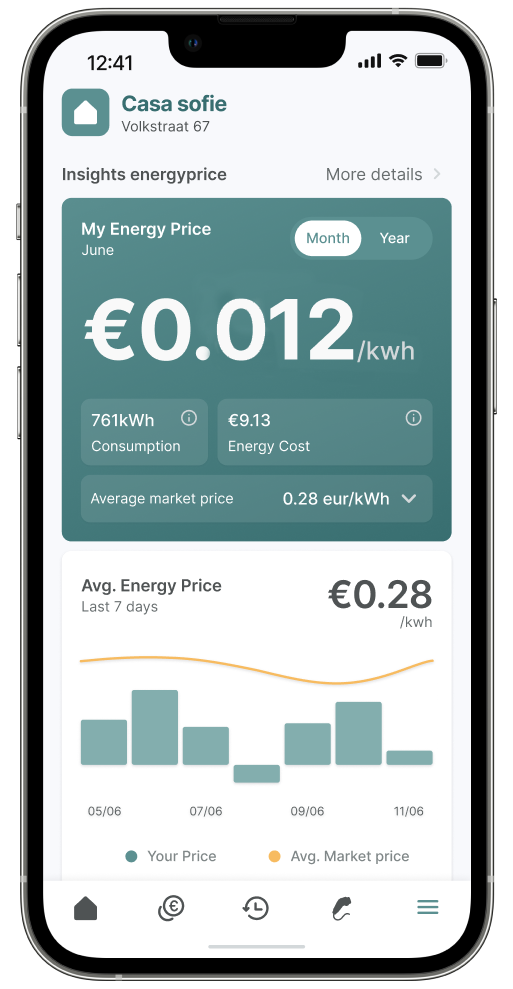 12:41
Casa sofie
Volkstraat 67
Insights energyprice
More details
My Energy Price
June
Month
Year
€0.012/kwh
761kWh
Consumption
€9.13
Energy Cost
Average market price
0.28 eur/kWh
Avg. Energy Price
Last 7 days
€0.28
/kwh
05/06 07/06 09/06 11/06
Your Price
Avg. Market price